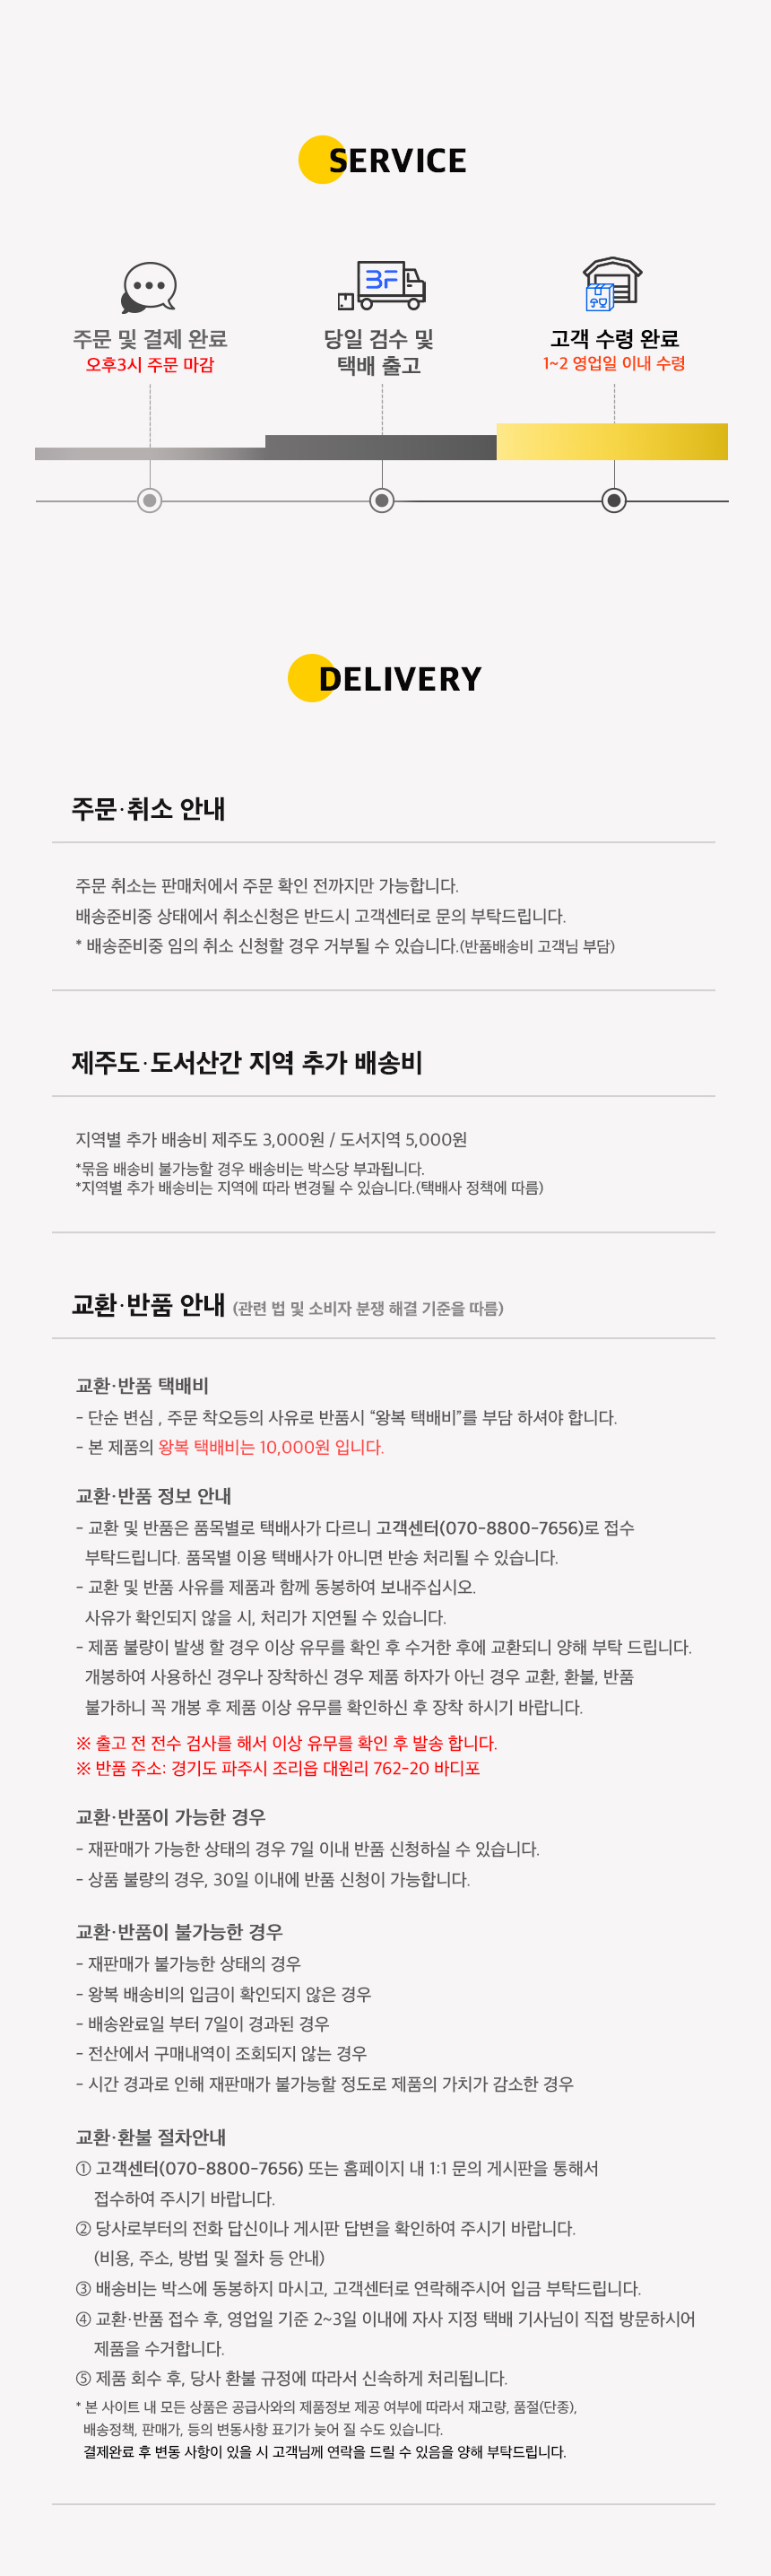 SERVICE
BF
주문 및 결제 완료
오후3시 주문 마감
당일 검수 및
택배 출고
고객 수령 완료
1~2 영업일 이내 수령
DELIVERY
주문·취소 안내
주문 취소는 판매처에서 주문 확인 전까지만 가능합니다.
배송준비중 상태에서 취소신청은 반드시 고객센터로 문의 부탁드립니다.
* 배송준비중 임의 취소 신청할 경우 거부될 수 있습니다.(반품배송비 고객님 부담)
제주도·도서산간 지역 추가 배송비
지역별 추가 배송비 제주도 3,000원 / 도서지역 5,000원
*묶음 배송비 불가능할 경우 배송비는 박스당 부과됩니다.
*지역별 추가 배송비는 지역에 따라 변경될 수 있습니다.(택배사 정책에 따름)
교환·반품 안내 (관련 법 및 소비자 분쟁 해결 기준을 따름)
교환·반품 택배비
- 단순 변심 , 주문 착오등의 사유로 반품시 “왕복 택배비”를 부담 하셔야 합니다.
- 본 제품의 왕복 택배비는 10,000원 입니다.
교환·반품 정보 안내
- 교환 및 반품은 품목별로 택배사가 다르니 고객센터(070-8800-7656)로 접수
부탁드립니다. 품목별 이용 택배사가 아니면 반송 처리될 수 있습니다.
- 교환 및 반품 사유를 제품과 함께 동봉하여 보내주십시오.
사유가 확인되지 않을 시, 처리가 지연될 수 있습니다.
- 제품 불량이 발생 할 경우 이상 유무를 확인 후 수거한 후에 교환되니 양해 부탁 드립니다.
개봉하여 사용하신 경우나 장착하신 경우 제품 하자가 아닌 경우 교환, 환불, 반품
불가하니 꼭 개봉 후 제품 이상 유무를 확인하신 후 장착 하시기 바랍니다.
※ 출고 전 전수 검사를 해서 이상 유무를 확인 후 발송 합니다.
※ 반품 주소: 경기도 파주시 조리읍 대원리 762-20 바디포
교환·반품이 가능한 경우
- 재판매가 가능한 상태의 경우 7일 이내 반품 신청하실 수 있습니다.
- 상품 불량의 경우, 30일 이내에 반품 신청이 가능합니다.
교환·반품이 불가능한 경우
- 재판매가 불가능한 상태의 경우
- 왕복 배송비의 입금이 확인되지 않은 경우
- 배송완료일 부터 7일이 경과된 경우
- 전산에서 구매내역이 조회되지 않는 경우
- 시간 경과로 인해 재판매가 불가능할 정도로 제품의 가치가 감소한 경우
교환·환불 절차안내
① 고객센터(070-8800-7656) 또는 홈페이지 내 1:1 문의 게시판을 통해서
접수하여 주시기 바랍니다.
② 당사로부터의 전화 답신이나 게시판 답변을 확인하여 주시기 바랍니다.
(비용, 주소, 방법 및 절차 등 안내)
③ 배송비는 박스에 동봉하지 마시고, 고객센터로 연락해주시어 입금 부탁드립니다.
④ 교환·반품 접수 후, 영업일 기준 2~3일 이내에 자사 지정 택배 기사님이 직접 방문하시어
제품을 수거합니다.
⑤ 제품 회수 후, 당사 환불 규정에 따라서 신속하게 처리됩니다.
* 본 사이트 내 모든 상품은 공급사와의 제품정보 제공 여부에 따라서 재고량, 품절(단종),
배송정책, 판매가, 등의 변동사항 표기가 늦어 질 수도 있습니다.
결제완료 후 변동 사항이 있을 시 고객님께 연락을 드릴 수 있음을 양해 부탁드립니다.